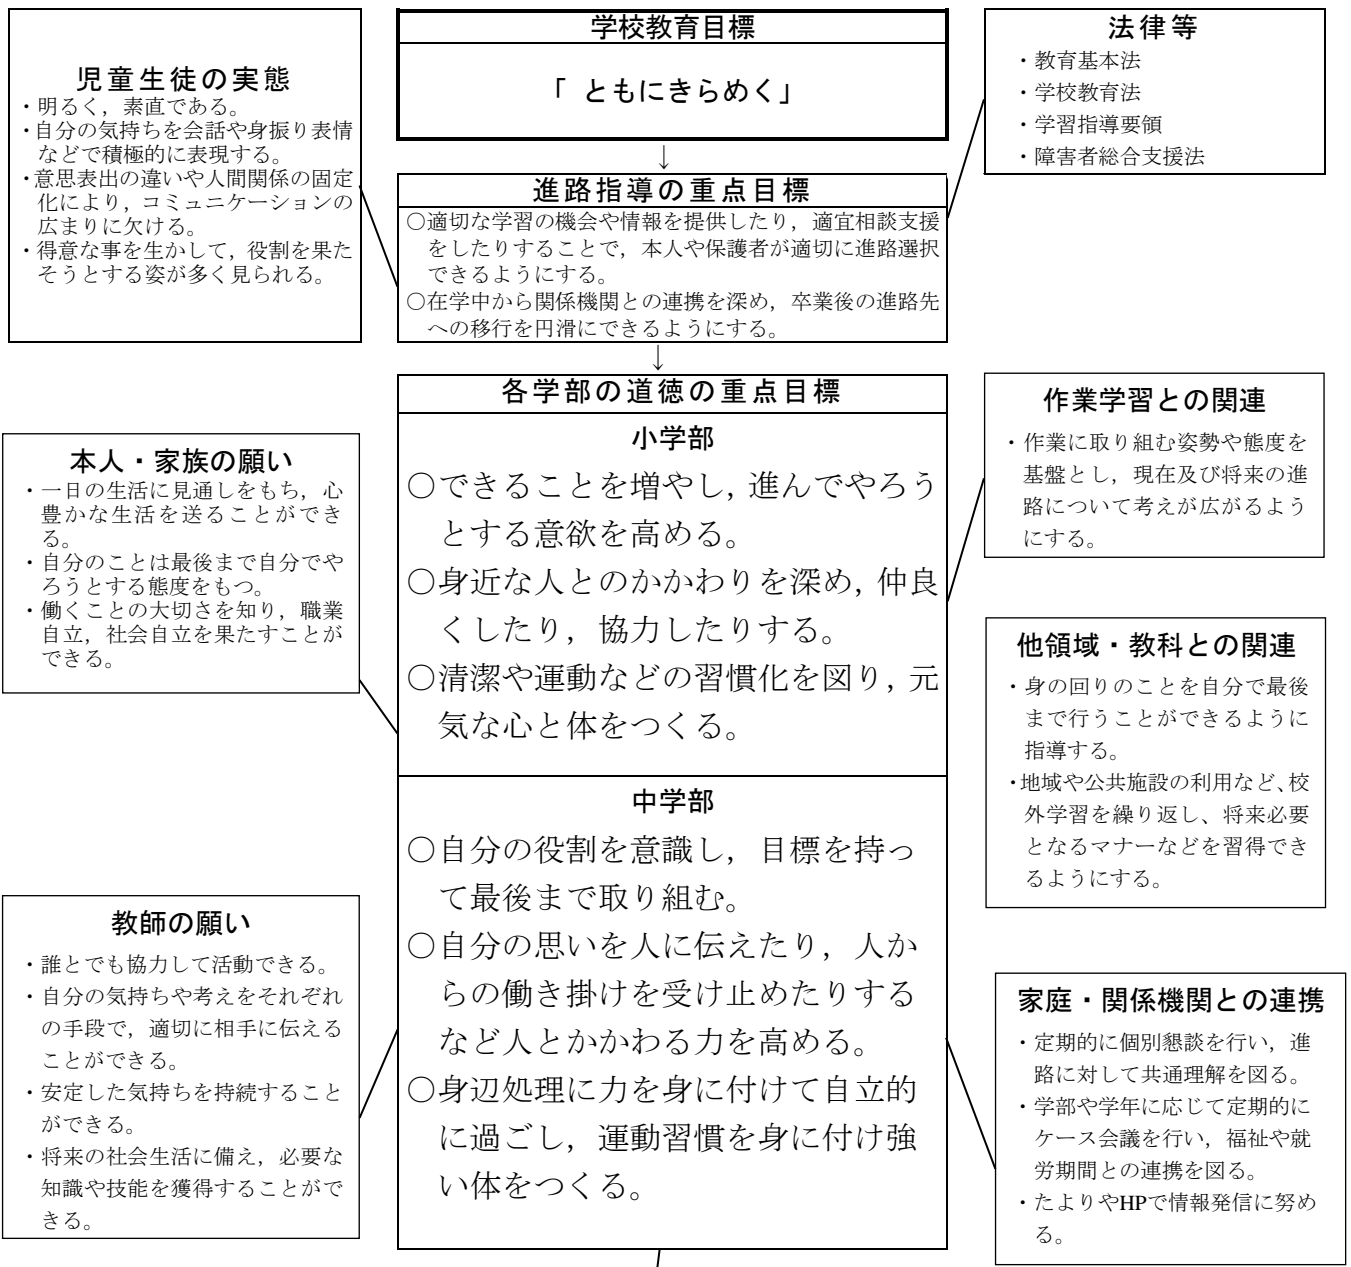 学校教育目標
「 ともにきらめく」
↓
児童生徒の実態
・明るく，素直である。
・自分の気持ちを会話や身振り表情
などで積極的に表現する。
・意思表出の違いや人間関係の固定
化により，コミュニケーションの
広まりに欠ける。
・得意な事を生かして，役割を果た
そうとする姿が多く見られる。
法律等
・教育基本法
・学校教育法
・学習指導要領
・障害者総合支援法
進路指導の重点目標
○適切な学習の機会や情報を提供したり，適宜相談支援
をしたりすることで，本人や保護者が適切に進路選択
できるようにする。
○在学中から関係機関との連携を深め，卒業後の進路先
への移行を円滑にできるようにする。
↓
各学部の道徳の重点目標
小学部
○できることを増やし，進んでやろう
とする意欲を高める。
○身近な人とのかかわりを深め，仲良
くしたり，協力したりする。
○清潔や運動などの習慣化を図り，元
気な心と体をつくる。
中学部
○自分の役割を意識し，目標を持っ
て最後まで取り組む。
○自分の思いを人に伝えたり，人か
らの働き掛けを受け止めたりする
など人とかかわる力を高める。
○身辺処理に力を身に付けて自立的
に過ごし，運動習慣を身に付け強
い体をつくる。
本人・家族の願い
・一日の生活に見通しをもち，心
豊かな生活を送ることができ
る。
・自分のことは最後まで自分でや
ろうとする態度をもつ。
・働くことの大切さを知り，職業
自立，社会自立を果たすことが
できる。
教師の願い
・誰とでも協力して活動できる。
・自分の気持ちや考えをそれぞれ
の手段で，適切に相手に伝える
ことができる。
・安定した気持ちを持続すること
ができる。
・将来の社会生活に備え，必要な
知識や技能を獲得することがで
きる。
作業学習との関連
・作業に取り組む姿勢や態度を
基盤とし，現在及び将来の進
路について考えが広がるよう
にする。
他領域・教科との関連
・身の回りのことを自分で最後
まで行うことができるように
指導する。
・地域や公共施設の利用など、校
外学習を繰り返し、将来必要
となるマナーなどを習得でき
るようにする。
家庭・関係機関との連携
・定期的に個別懇談を行い，進
路に対して共通理解を図る。
・学部や学年に応じて定期的に
ケース会議を行い，福祉や就
労期間との連携を図る。
・たよりやHPで情報発信に努め
る。